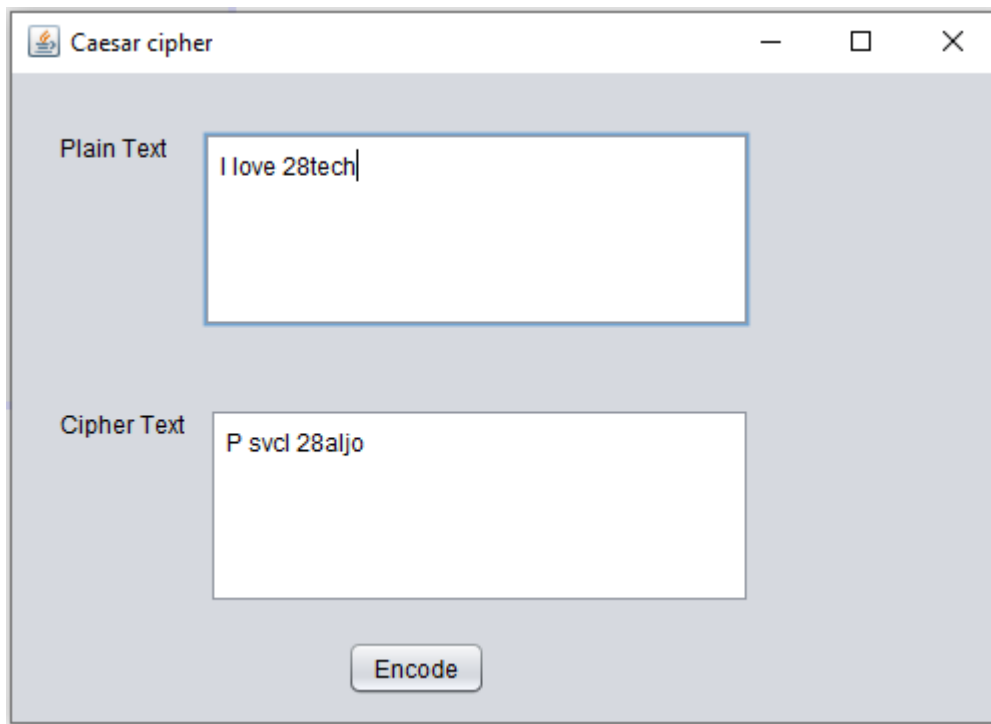 Caesar cipher
Plain Text
I love 28tech
Cipher Text
P svcl 28aljo
Encode